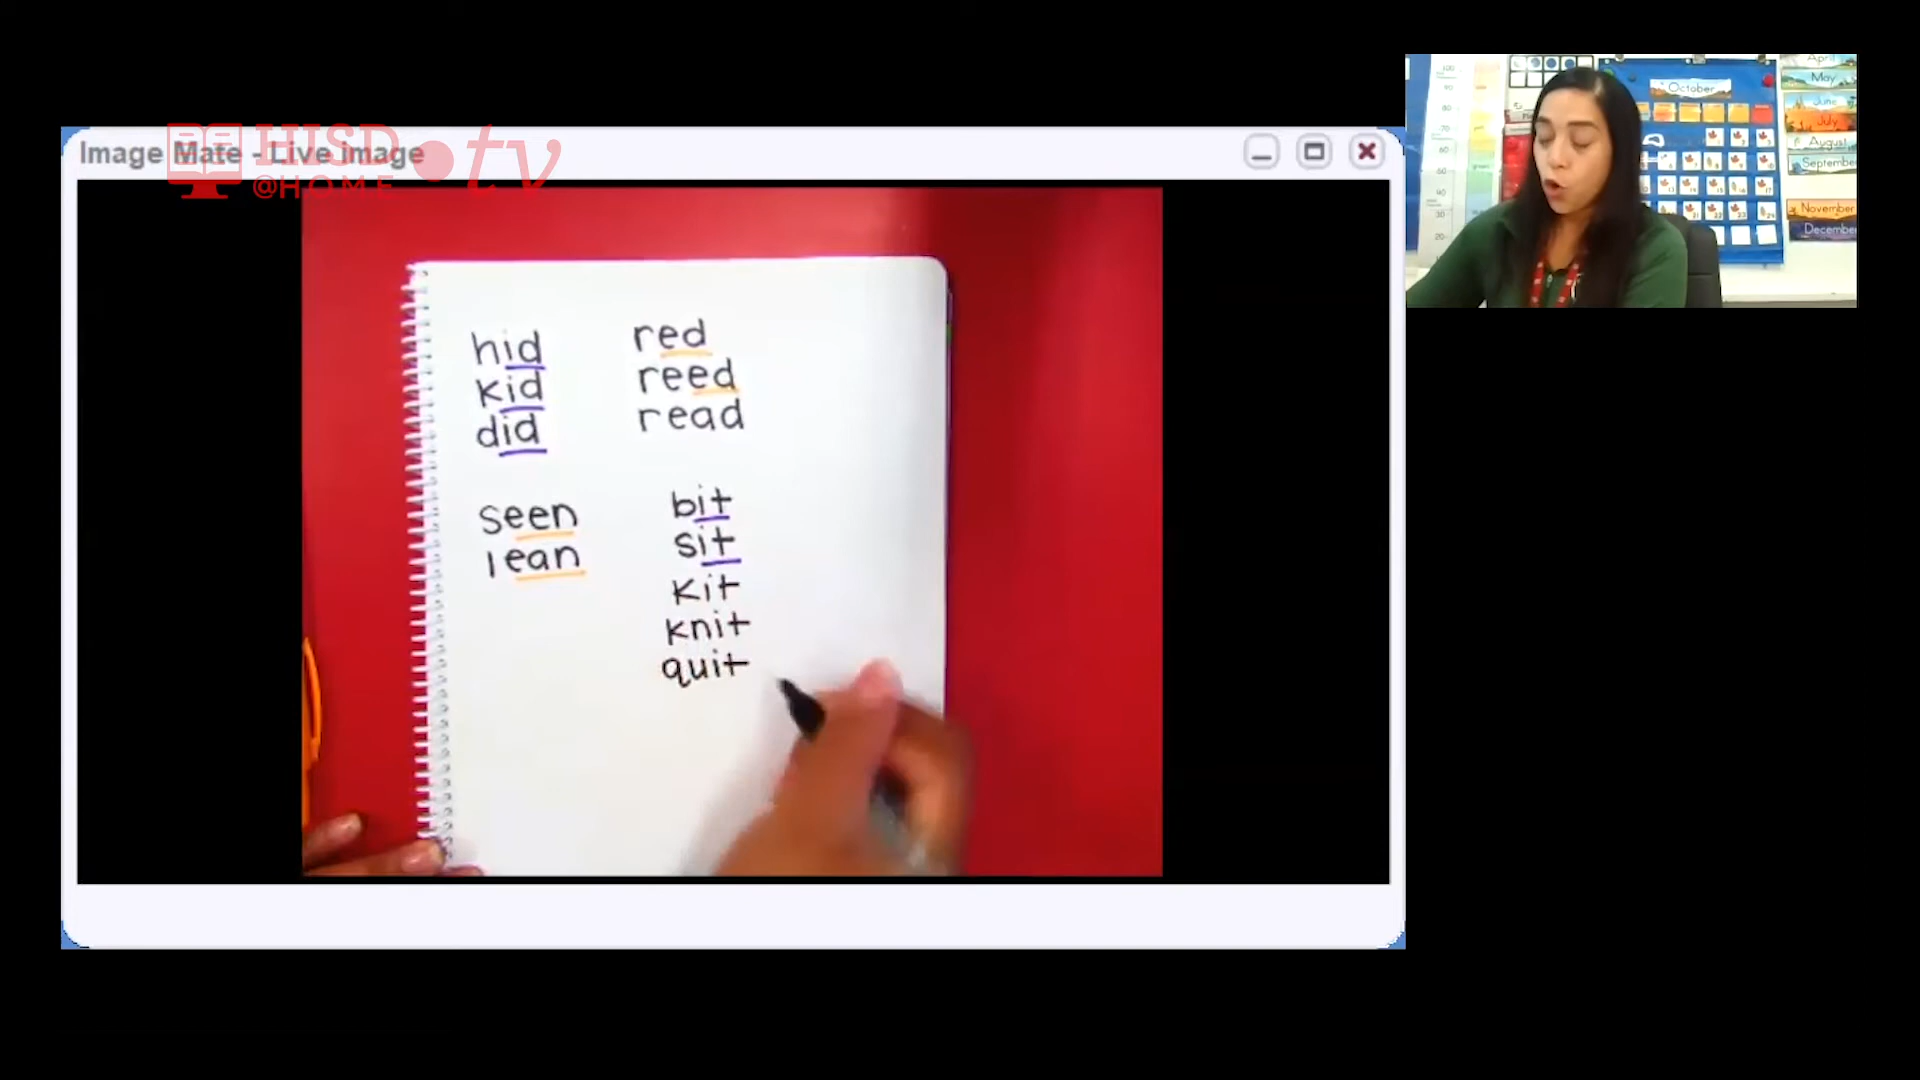 Image Mate - Live image
HISD
@HOME
.tv
hid
kid
did
seen
lean
red
reed
read
bit
sit
kit
knit
quit
October
April
May
June
July
August
September
November
December